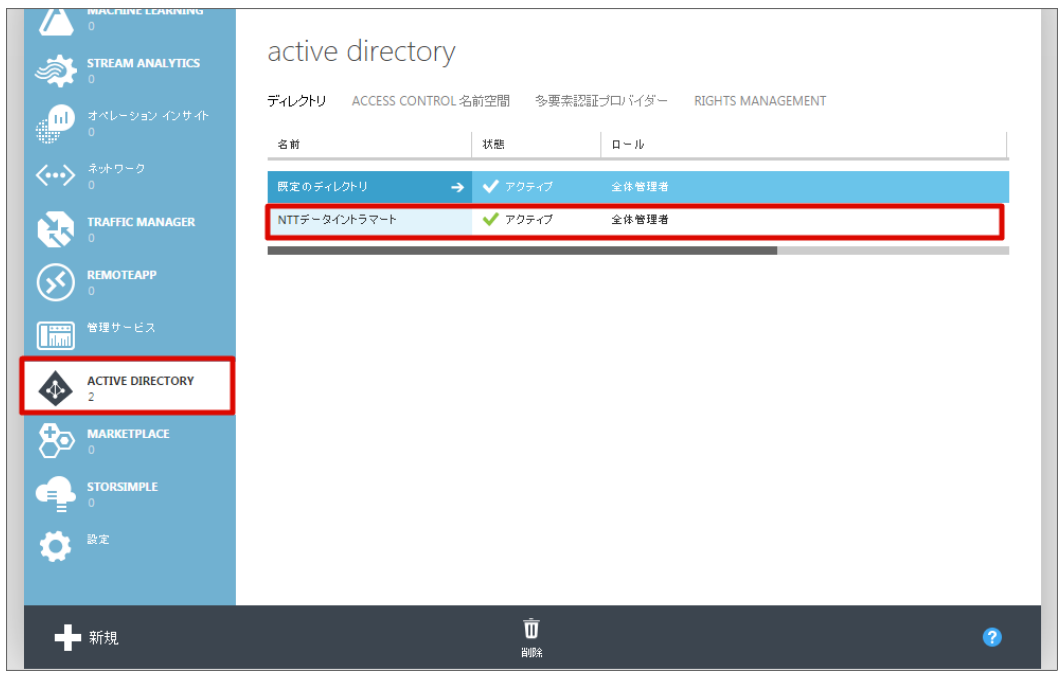 MACHINE LEARNING
0
STREAM ANALYTICS
0
オペレーション インサイト
0
ネットワーク
0
TRAFFIC MANAGER
0
REMOTEAPP
0
管理サービス
ACTIVE DIRECTORY
2
MARKETPLACE
0
STORSIMPLE
0
設定
active directory
ディレクトリ ACCESS CONTROL 名前空間 多要素認証プロバイダー RIGHTS MANAGEMENT
名前 状態 ロール
既定のディレクトリ アクティブ 全体管理者
NTTデータイントラマート アクティブ 全体管理者
新規
削除
?